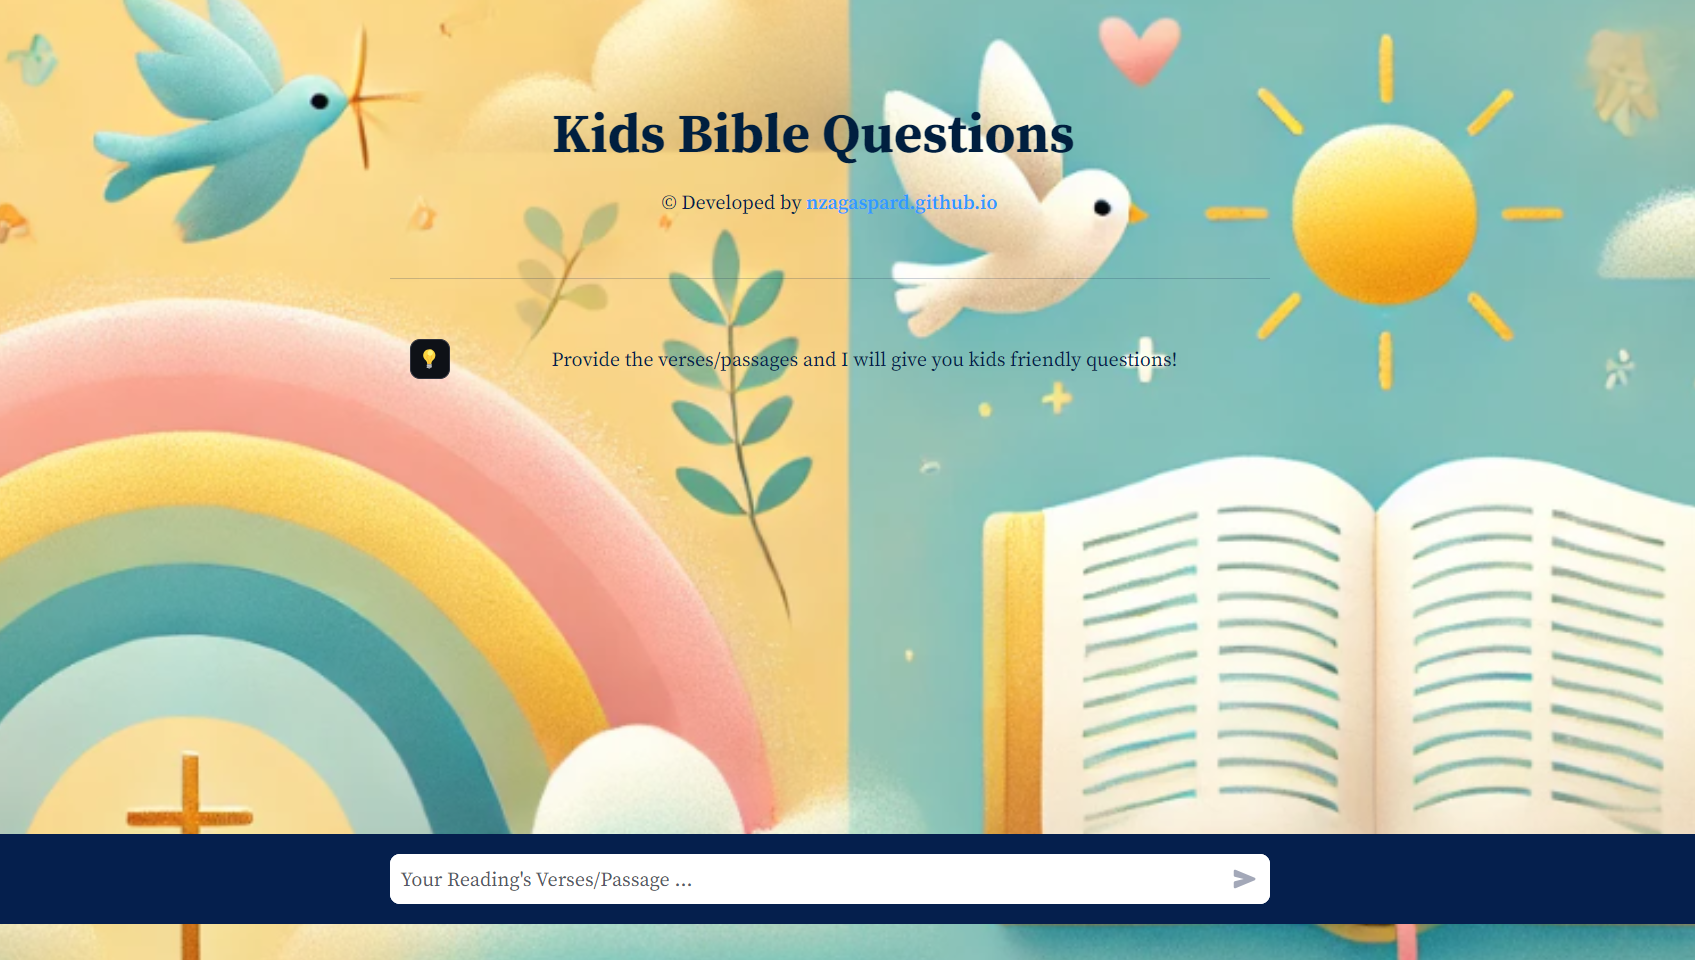 Kids Bible Questions
© Developed by nzagaspard.github.io
Provide the verses/passages and I will give you kids friendly questions!
Your Reading's Verses/Passage ...